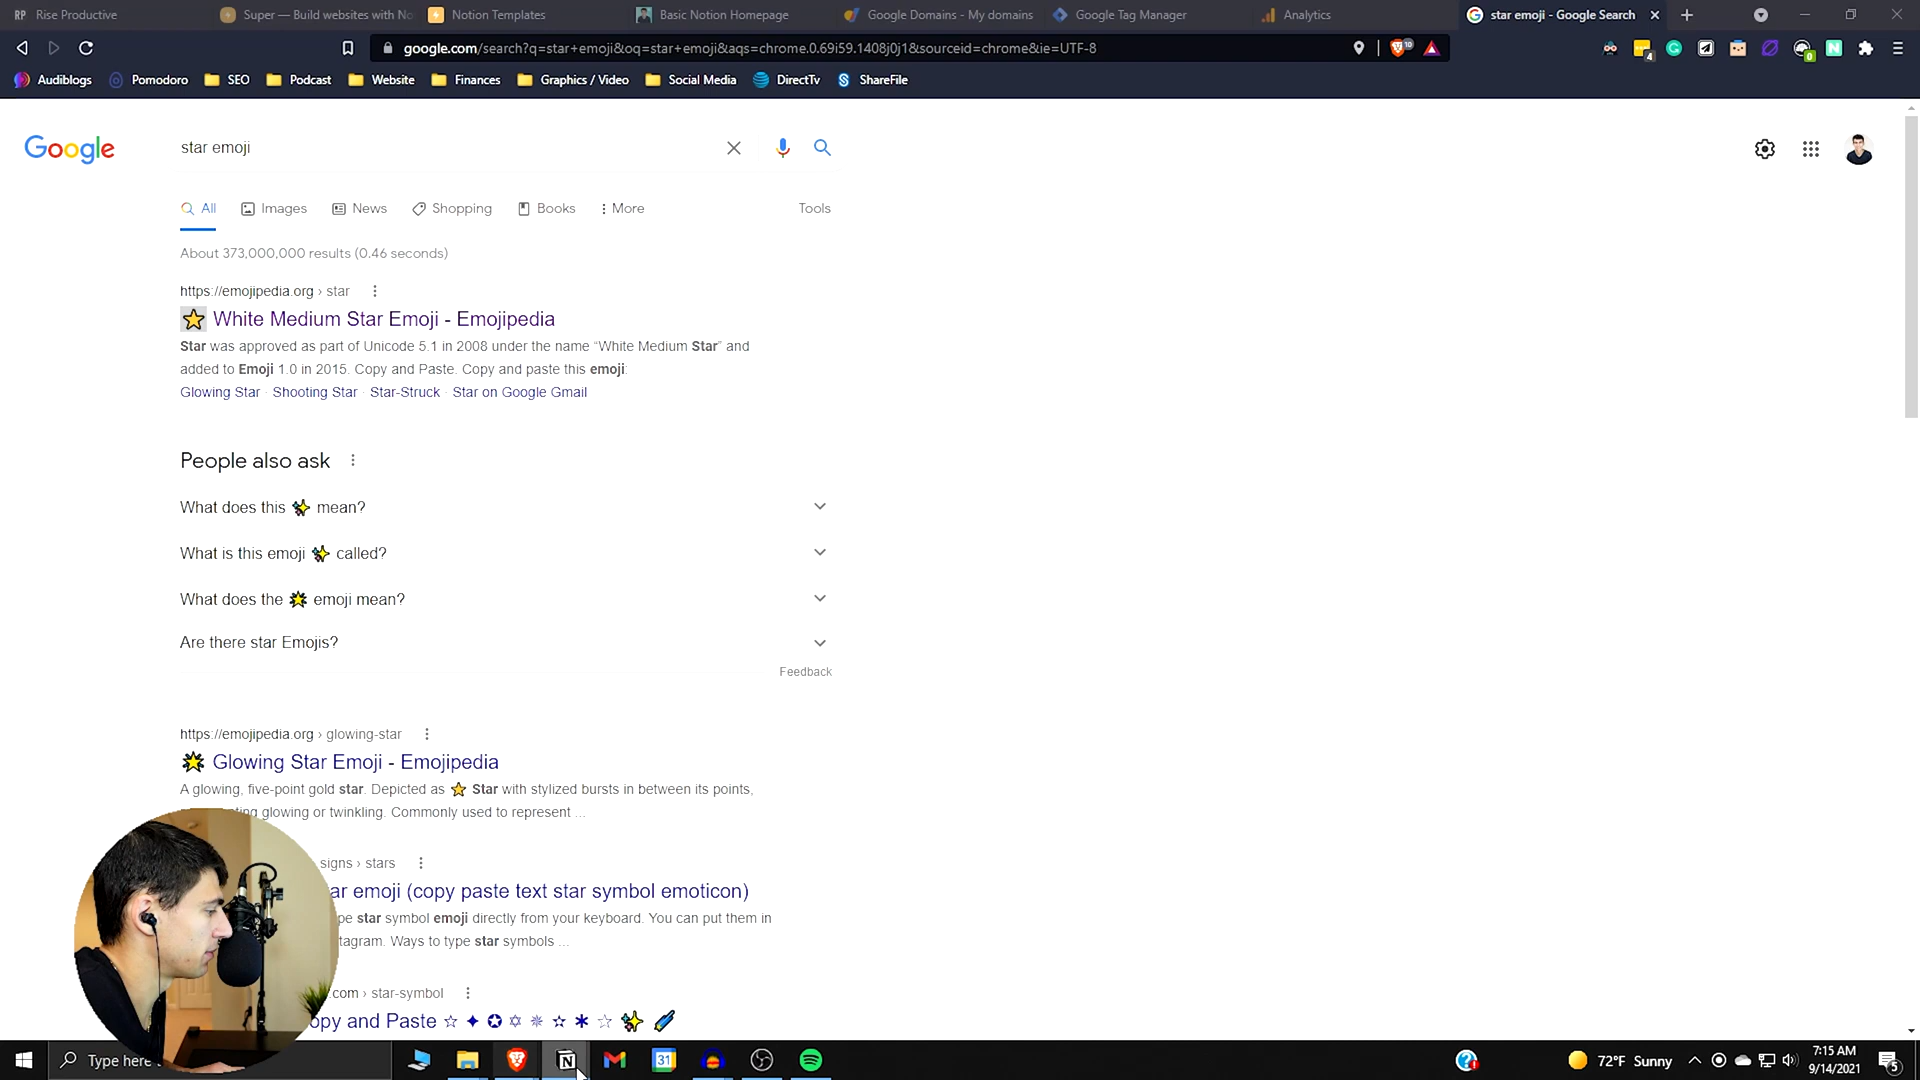 RP Rise Productive
Super — Build websites with No
Notion Templates
Basic Notion Homepage
Google Domains - My domains
Google Tag Manager
Analytics
star emoji - Google Search
google.com/search?q=star+emoji&oq=star+emoji&aqs=chrome.0.69i59.1408j0j1&sourceid=chrome&ie=UTF-8
Audiblogs
Pomodoro
SEO
Podcast
Website
Finances
Graphics / Video
Social Media
DirectTv
ShareFile
Google
star emoji
All
Images
News
Shopping
Books
More
Tools
About 373,000,000 results (0.46 seconds)
https://emojipedia.org › star
⭐ White Medium Star Emoji - Emojipedia
Star was approved as part of Unicode 5.1 in 2008 under the name “White Medium Star” and
added to Emoji 1.0 in 2015. Copy and Paste. Copy and paste this emoji:
Glowing Star · Shooting Star · Star-Struck · Star on Google Gmail
People also ask
What does this ✨ mean?
What is this emoji ✨ called?
What does the 🌟 emoji mean?
Are there star Emojis?
Feedback
https://emojipedia.org › glowing-star
🌟 Glowing Star Emoji - Emojipedia
A glowing, five-point gold star. Depicted as ⭐ Star with stylized bursts in between its points,
glowing or twinkling. Commonly used to represent ...
signs › stars
ar emoji (copy paste text star symbol emoticon)
pe star symbol emoji directly from your keyboard. You can put them in
tagram. Ways to type star symbols ...
.com › star-symbol
opy and Paste ☆ ✦ ✪ ✡ ✵ ✫ ✱ ☆ ✨
Type here
31
72°F Sunny
7:15 AM
9/14/2021
5